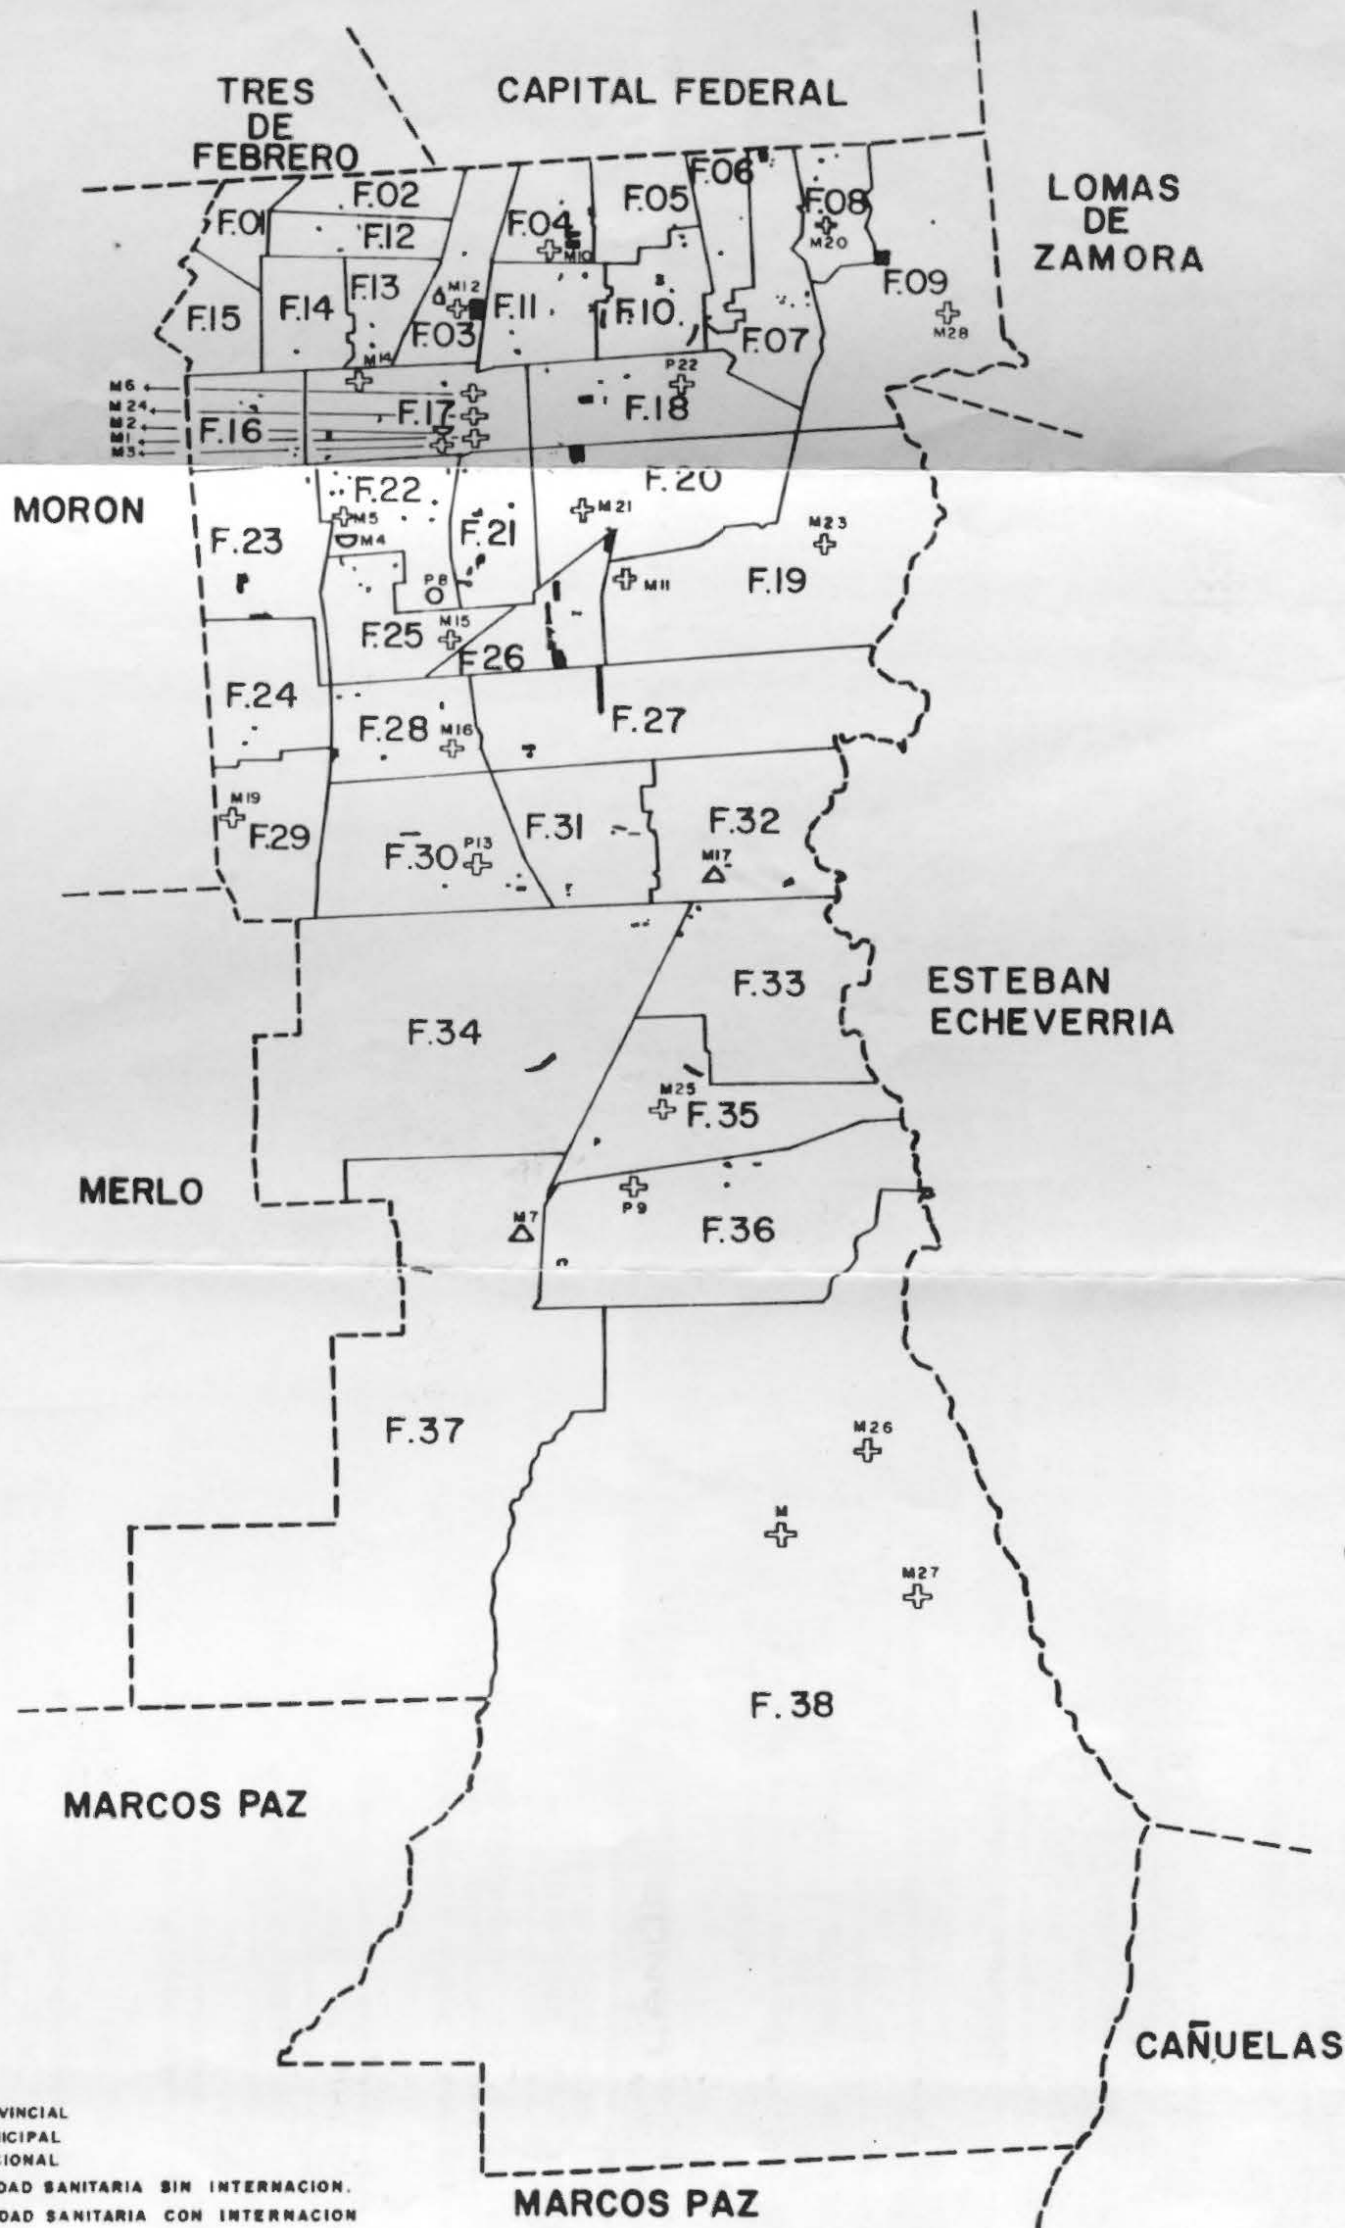 TRES
DE
FEBRERO
CAPITAL FEDERAL
LOMAS
DE
ZAMORA
F.01
F.02
F.12
F.04
M10
F.05
F.06
F.08
M20
F.09
M28
F.15
F.14
F.13
M12
F.03
F.11
F.10
F.07
M14
P22
M6
M24
M2
M1
M3
F.16
F.17
F.18
MORON
F.22
M5
M4
F.21
F.20
M21
M23
F.23
P8
M11
F.19
F.25
M15
F.26
F.24
F.28
M16
F.27
M19
F.29
F.30
P13
F.31
F.32
M17
F.33
ESTEBAN
ECHEVERRIA
F.34
M25
F.35
MERLO
M7
P9
F.36
F.37
M26
M
M27
F.38
MARCOS PAZ
CAÑUELAS
VINCIAL
ICIPAL
IONAL
DAD SANITARIA SIN INTERNACION.
DAD SANITARIA CON INTERNACION
MARCOS PAZ